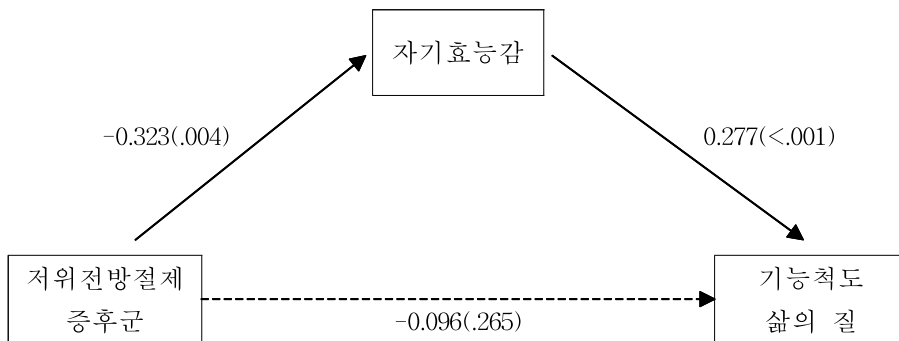 자기효능감
-0.323(.004)
0.277(<.001)
저위전방절제
증후군
-0.096(.265)
기능척도
삶의 질